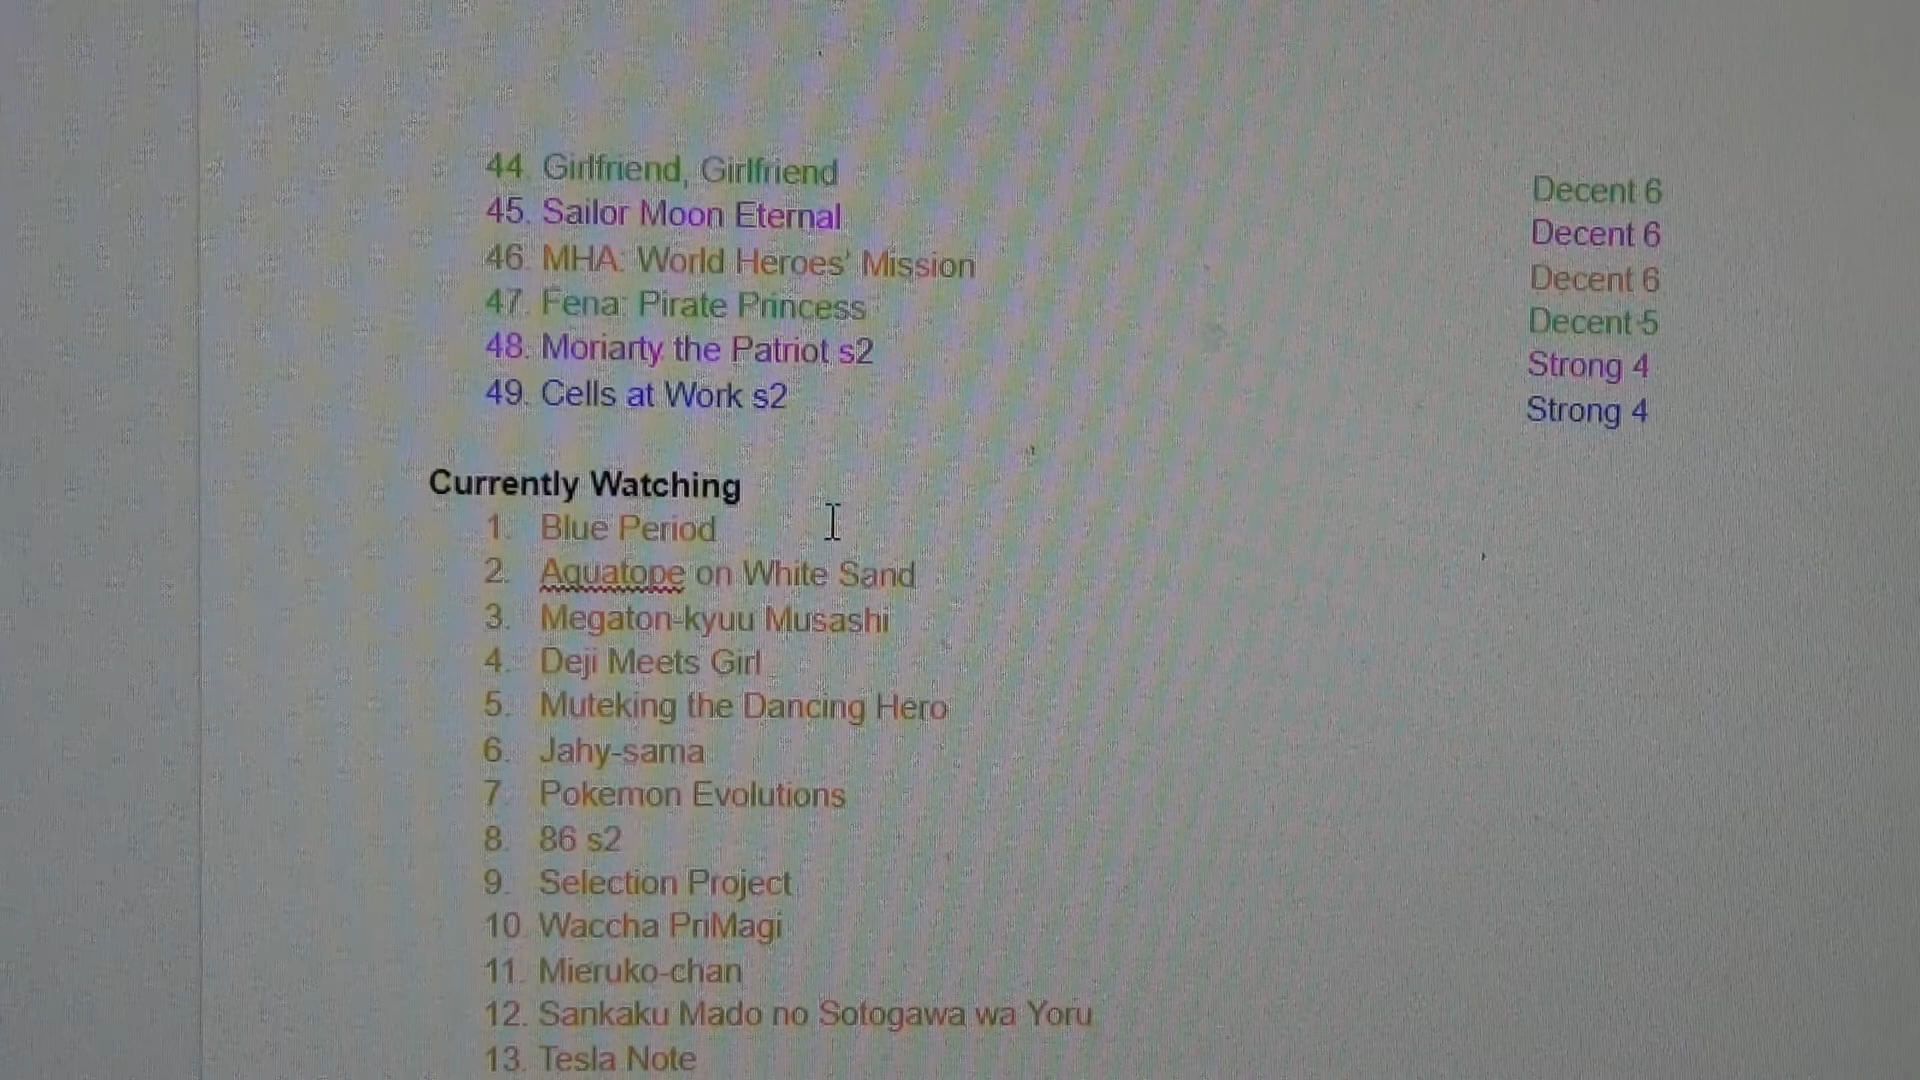 44. Girlfriend, Girlfriend Decent 6
45. Sailor Moon Eternal Decent 6
46. MHA: World Heroes' Mission Decent 6
47. Fena: Pirate Princess Decent 5
48. Moriarty the Patriot s2 Strong 4
49. Cells at Work s2 Strong 4
Currently Watching
1. Blue Period
2. Aquatope on White Sand
3. Megaton-kyuu Musashi
4. Deji Meets Girl
5. Muteking the Dancing Hero
6. Jahy-sama
7. Pokemon Evolutions
8. 86 s2
9. Selection Project
10. Waccha PriMagi
11. Mieruko-chan
12. Sankaku Mado no Sotogawa wa Yoru
13. Tesla Note